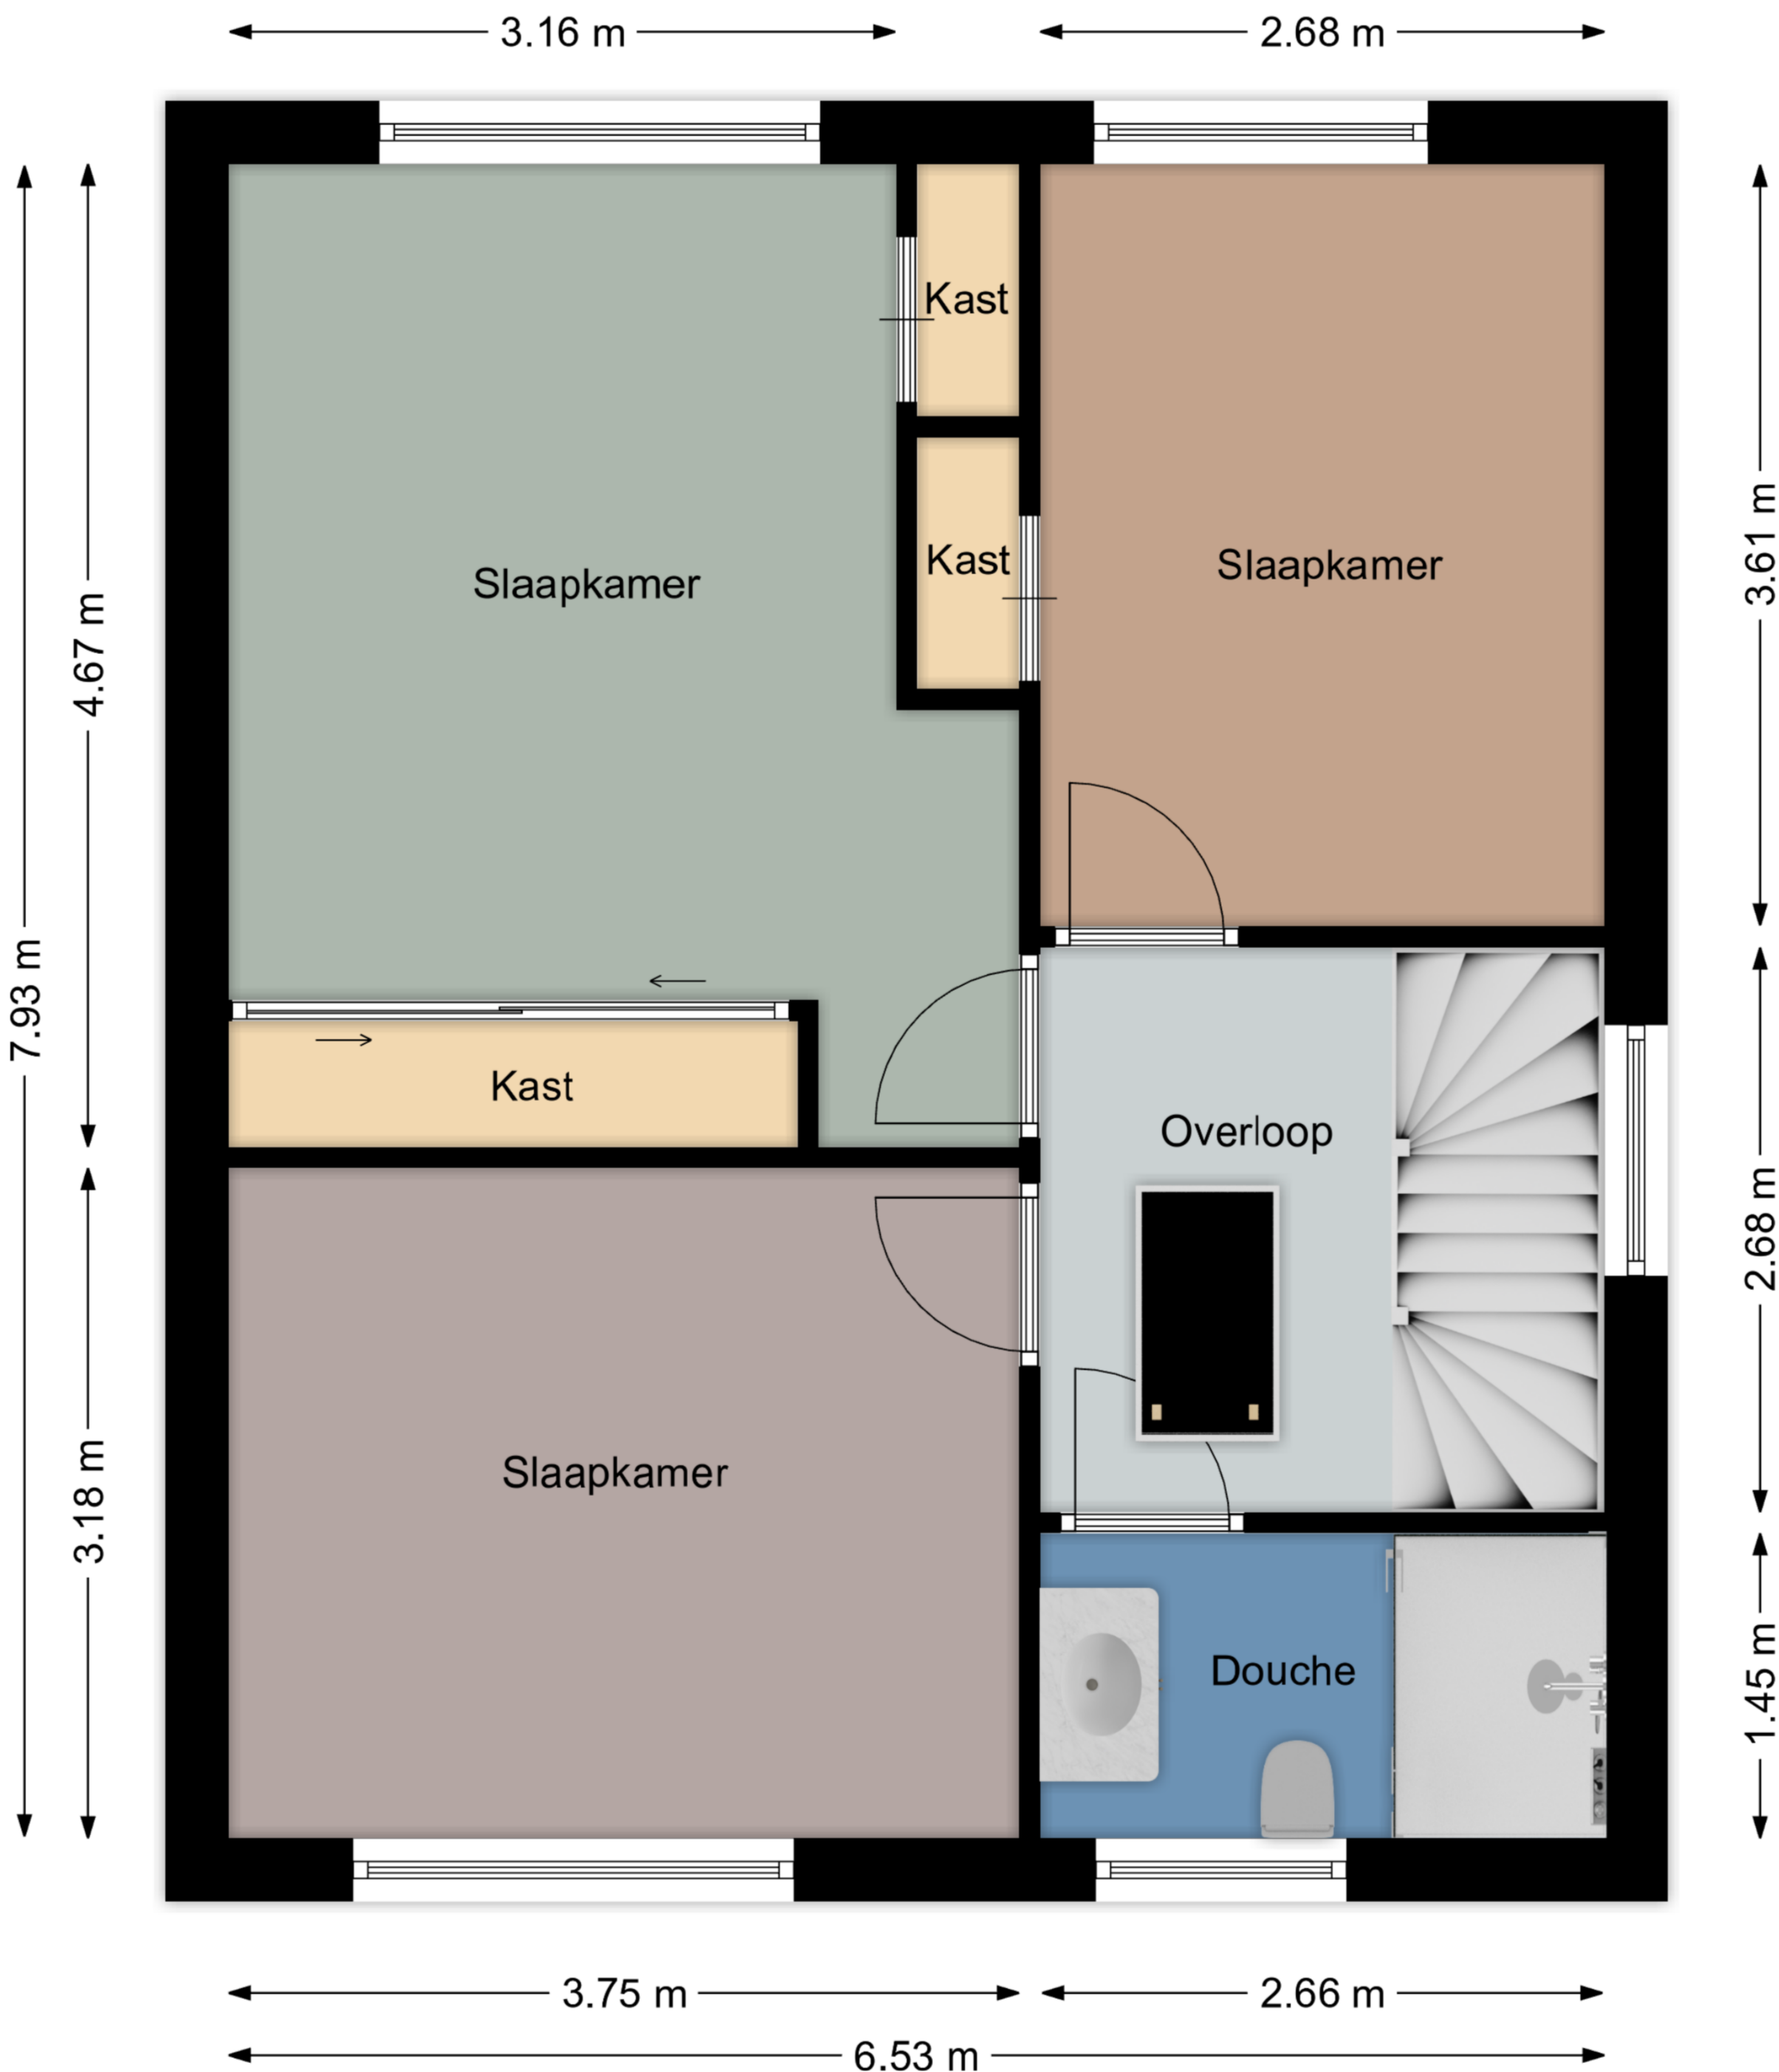 3.16 m
2.68 m
Kast
Kast
Slaapkamer
Slaapkamer
3.61 m
4.67 m
7.93 m
Kast
Overloop
2.68 m
Slaapkamer
3.18 m
Douche
1.45 m
3.75 m
2.66 m
6.53 m